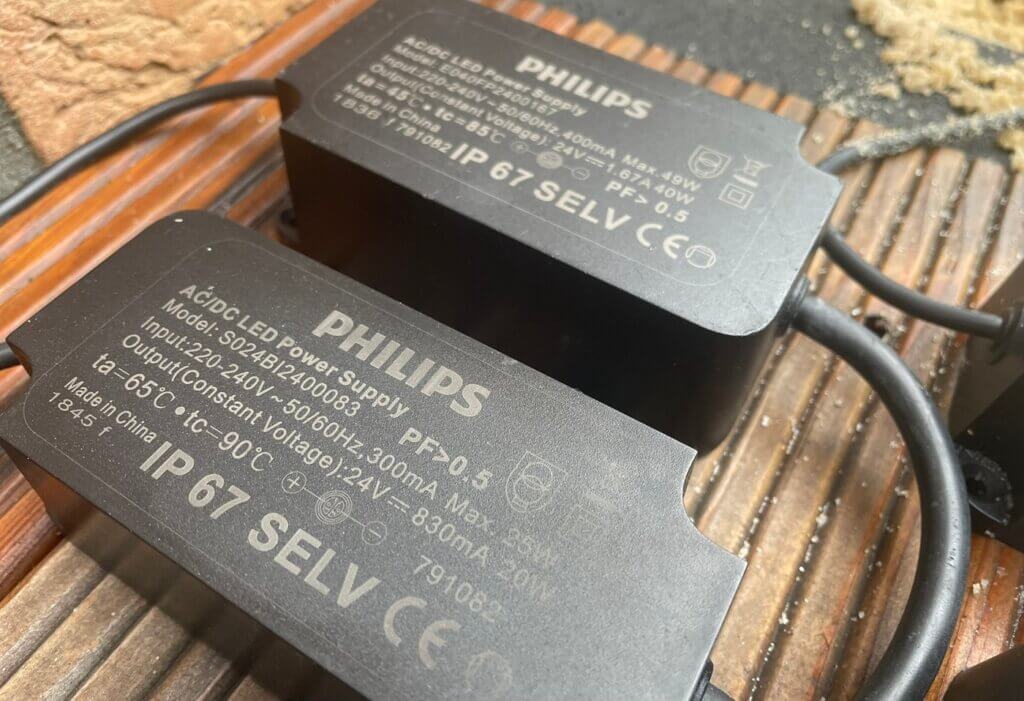 PHILIPS
AC/DC LED Power Supply
Model: E040FP2400167
Input:220-240V~50/60Hz, 400mA Max. 49W
Output(Constant Voltage): 24V⎓1.67A 40W
ta=45℃•tc=85℃
PF> 0.5
Made in China
1836 / 791082
IP 67 SELV CE
PHILIPS
AC/DC LED Power Supply PF>0.5
Model: S024BI2400083
Input:220-240V~50/60Hz,300mA Max. 25W
Output(Constant Voltage):24V⎓830mA 20W
ta=65℃•tc=90℃
Made in China
1845 f
791082
IP 67 SELV CE